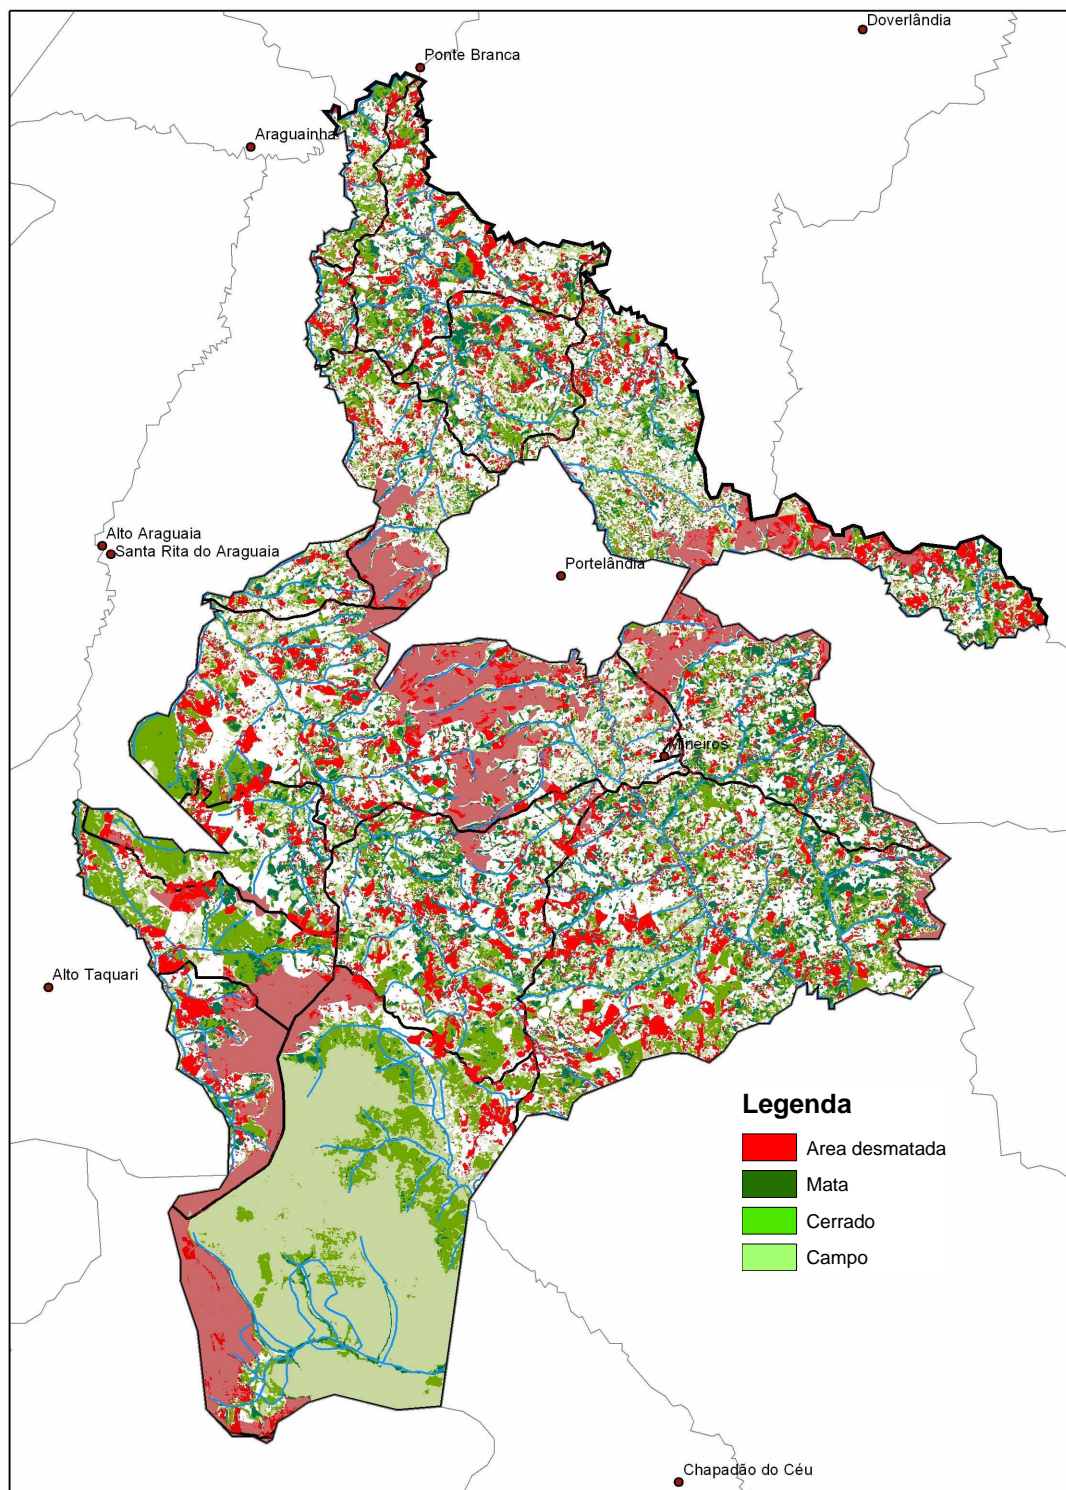 Doverlândia
Ponte Branca
Araguainha
Alto Araguaia
Santa Rita do Araguaia
Portelândia
Mineiros
Alto Taquari
Legenda
Area desmatada
Mata
Cerrado
Campo
Chapadão do Céu